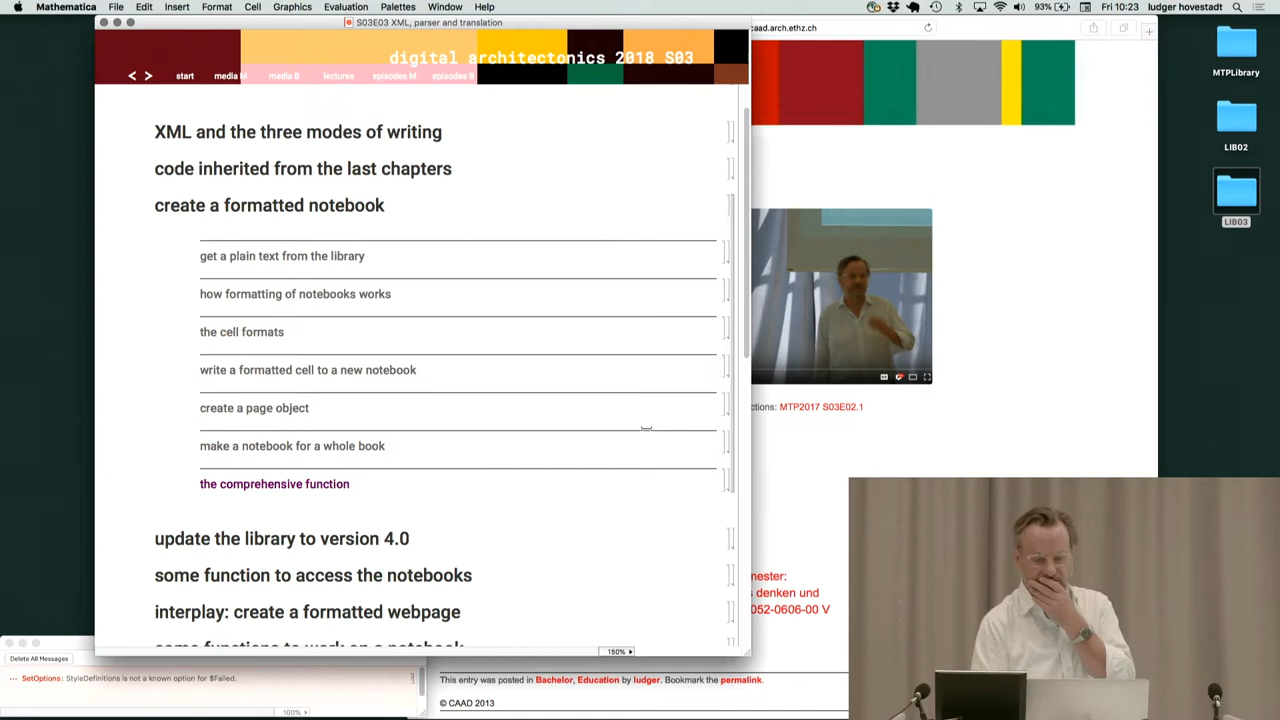 Mathematica File Edit Insert Format Cell Graphics Evaluation Palettes Window Help 93% Fri 10:23 ludger hovestadt
S03E03 XML, parser and translation
caad.arch.ethz.ch
digital architectonics 2018 S03
< > start media M media B lectures episodes M episodes B
MTPLibrary
LIB02
LIB03
XML and the three modes of writing
code inherited from the last chapters
create a formatted notebook
get a plain text from the library
how formatting of notebooks works
the cell formats
write a formatted cell to a new notebook
create a page object
make a notebook for a whole book
the comprehensive function
update the library to version 4.0
some function to access the notebooks
interplay: create a formatted webpage
some functions to work on a notebook
150%
ctions: MTP2017 S03E02.1
mester:
s denken und
052-0606-00 V
Delete All Messages
SetOptions: StyleDefinitions is not a known option for $Failed.
100%
This entry was posted in Bachelor, Education by ludger. Bookmark the permalink.
© CAAD 2013